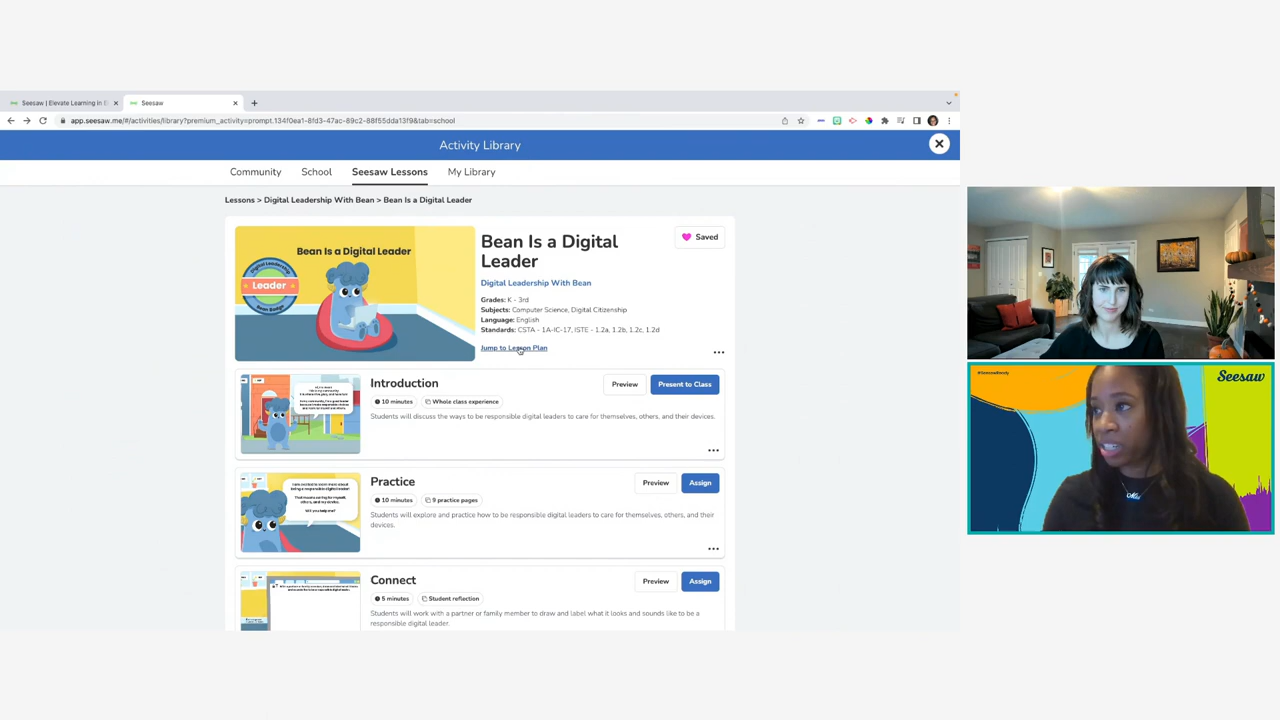 Seesaw | Elevate Learning in E
Seesaw
app.seesaw.me/#/activities/library?premium_activity=prompt.134f0ea1-8fd3-47ac-89c2-88f55dda13f9&tab=school
Activity Library
Community
School
Seesaw Lessons
My Library
Lessons > Digital Leadership With Bean > Bean Is a Digital Leader
Bean Is a Digital Leader
Digital Leadership
Leader
Bean Badge
Bean Is a Digital
Leader
Saved
Digital Leadership With Bean
Grades: K - 3rd
Subjects: Computer Science, Digital Citizenship
Language: English
Standards: CSTA - 1A-IC-17, ISTE - 1.2a, 1.2b, 1.2c, 1.2d
Jump to Lesson Plan
Introduction
Preview
Present to Class
10 minutes
Whole class experience
Students will discuss the ways to be responsible digital leaders to care for themselves, others, and their devices.
Practice
Preview
Assign
10 minutes
9 practice pages
Students will explore and practice how to be responsible digital leaders to care for themselves, others, and their
devices.
Connect
Preview
Assign
5 minutes
Student reflection
Students will work with a partner or family member to draw and label what it looks and sounds like to be a
responsible digital leader.
Seesaw